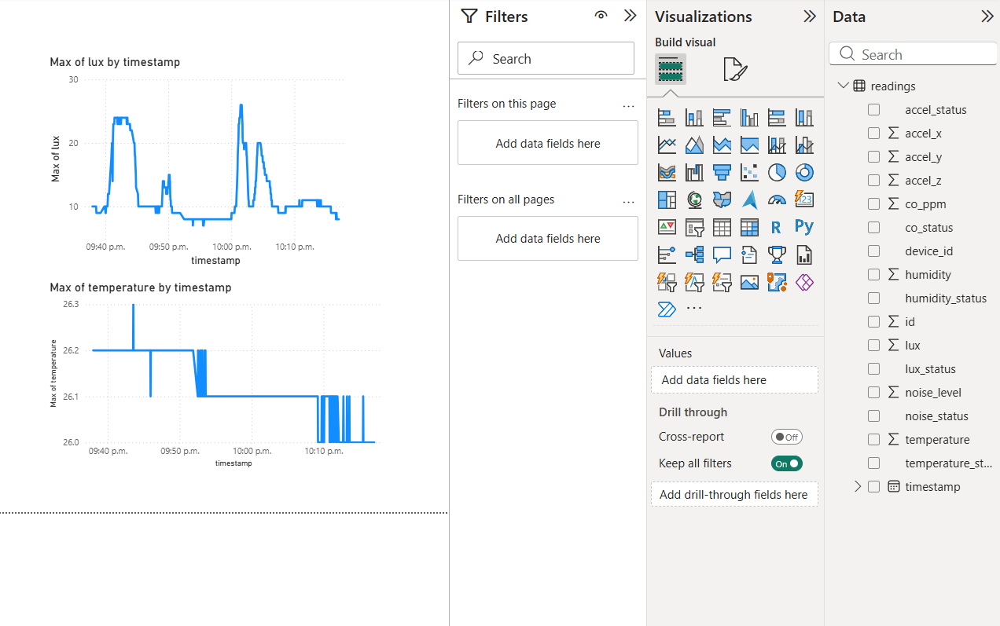 Max of lux by timestamp
30
20
10
Max of lux
09:40 p.m.
09:50 p.m.
10:00 p.m.
10:10 p.m.
timestamp
Max of temperature by timestamp
26.3
26.2
26.1
26.0
Max of temperature
09:40 p.m.
09:50 p.m.
10:00 p.m.
10:10 p.m.
timestamp
Filters
Search
Filters on this page
...
Add data fields here
Filters on all pages
...
Add data fields here
Visualizations
Build visual
123
R
Py
...
Values
Add data fields here
Drill through
Cross-report
Off
Keep all filters
On
Add drill-through fields here
Data
Search
readings
accel_status
∑ accel_x
∑ accel_y
∑ accel_z
∑ co_ppm
co_status
device_id
∑ humidity
humidity_status
∑ id
∑ lux
lux_status
∑ noise_level
noise_status
∑ temperature
temperature_st...
timestamp